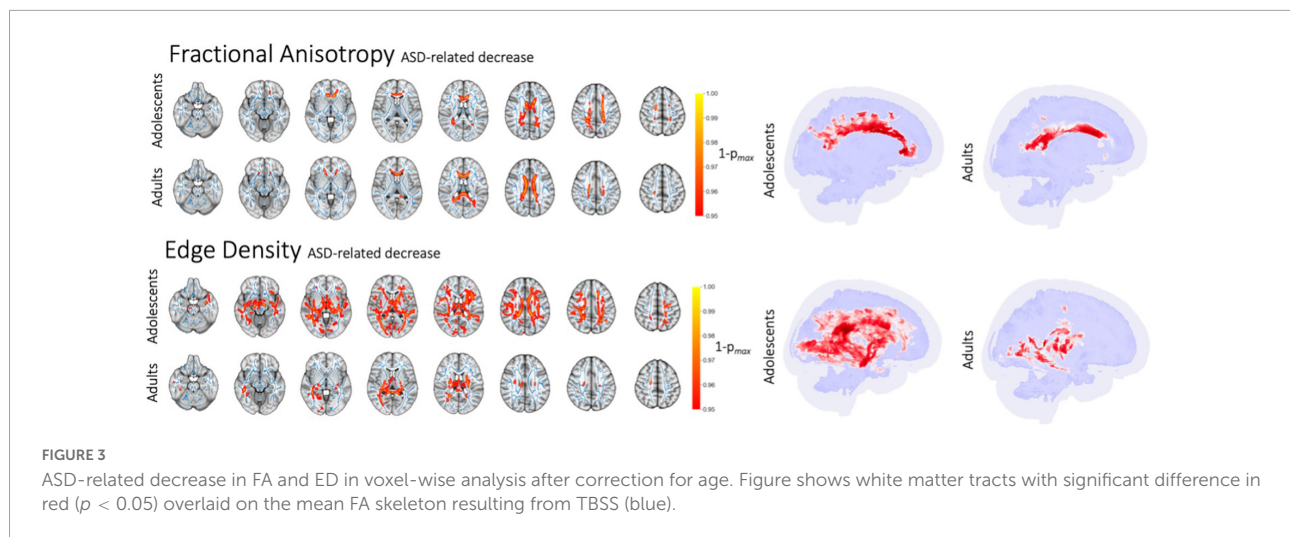 Fractional Anisotropy ASD-related decrease
Adolescents
Adults
1.00
0.99
0.98
0.97
0.96
0.95
1-pmax
Adolescents
Adults
Edge Density ASD-related decrease
Adolescents
Adults
1.00
0.99
0.98
0.97
0.96
0.95
1-pmax
Adolescents
Adults
FIGURE 3
ASD-related decrease in FA and ED in voxel-wise analysis after correction for age. Figure shows white matter tracts with significant difference in
red (p < 0.05) overlaid on the mean FA skeleton resulting from TBSS (blue).